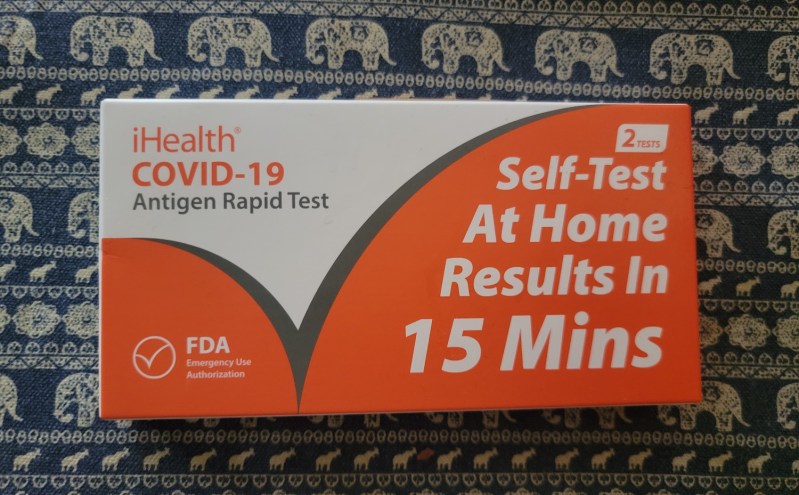 iHealth®
COVID-19
Antigen Rapid Test
2 TESTS
Self-Test
At Home
Results In
15 Mins
FDA
Emergency Use
Authorization